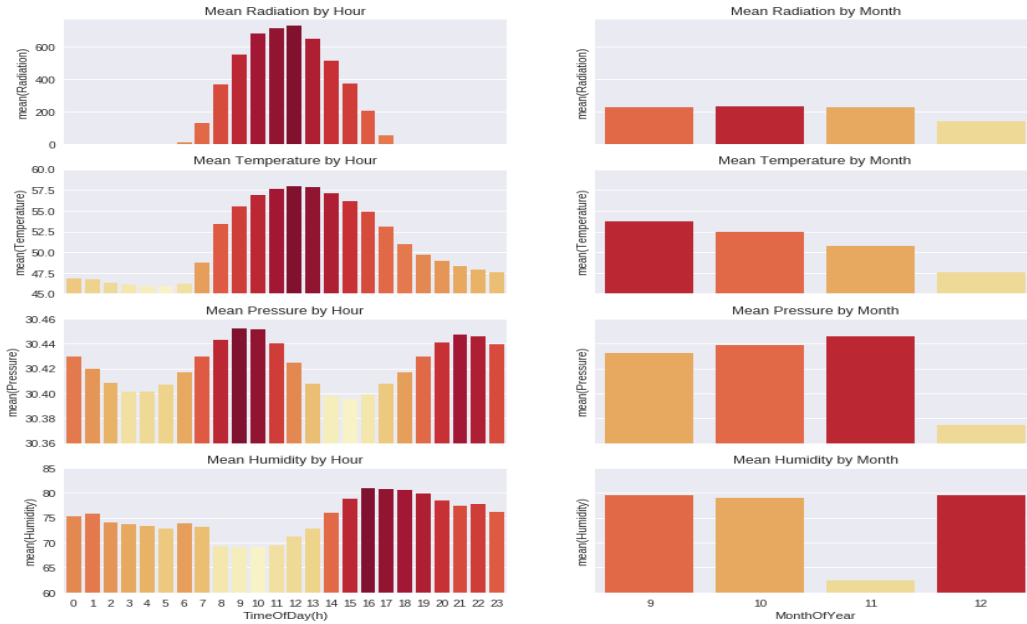 Mean Radiation by Hour
mean(Radiation)
600
400
200
0
Mean Radiation by Month
mean(Radiation)
Mean Temperature by Hour
mean(Temperature)
60.0
57.5
55.0
52.5
50.0
47.5
45.0
Mean Temperature by Month
mean(Temperature)
Mean Pressure by Hour
mean(Pressure)
30.46
30.44
30.42
30.40
30.38
30.36
Mean Pressure by Month
mean(Pressure)
Mean Humidity by Hour
mean(Humidity)
85
80
75
70
65
60
0 1 2 3 4 5 6 7 8 9 10 11 12 13 14 15 16 17 18 19 20 21 22 23
TimeOfDay(h)
Mean Humidity by Month
mean(Humidity)
9 10 11 12
MonthOfYear